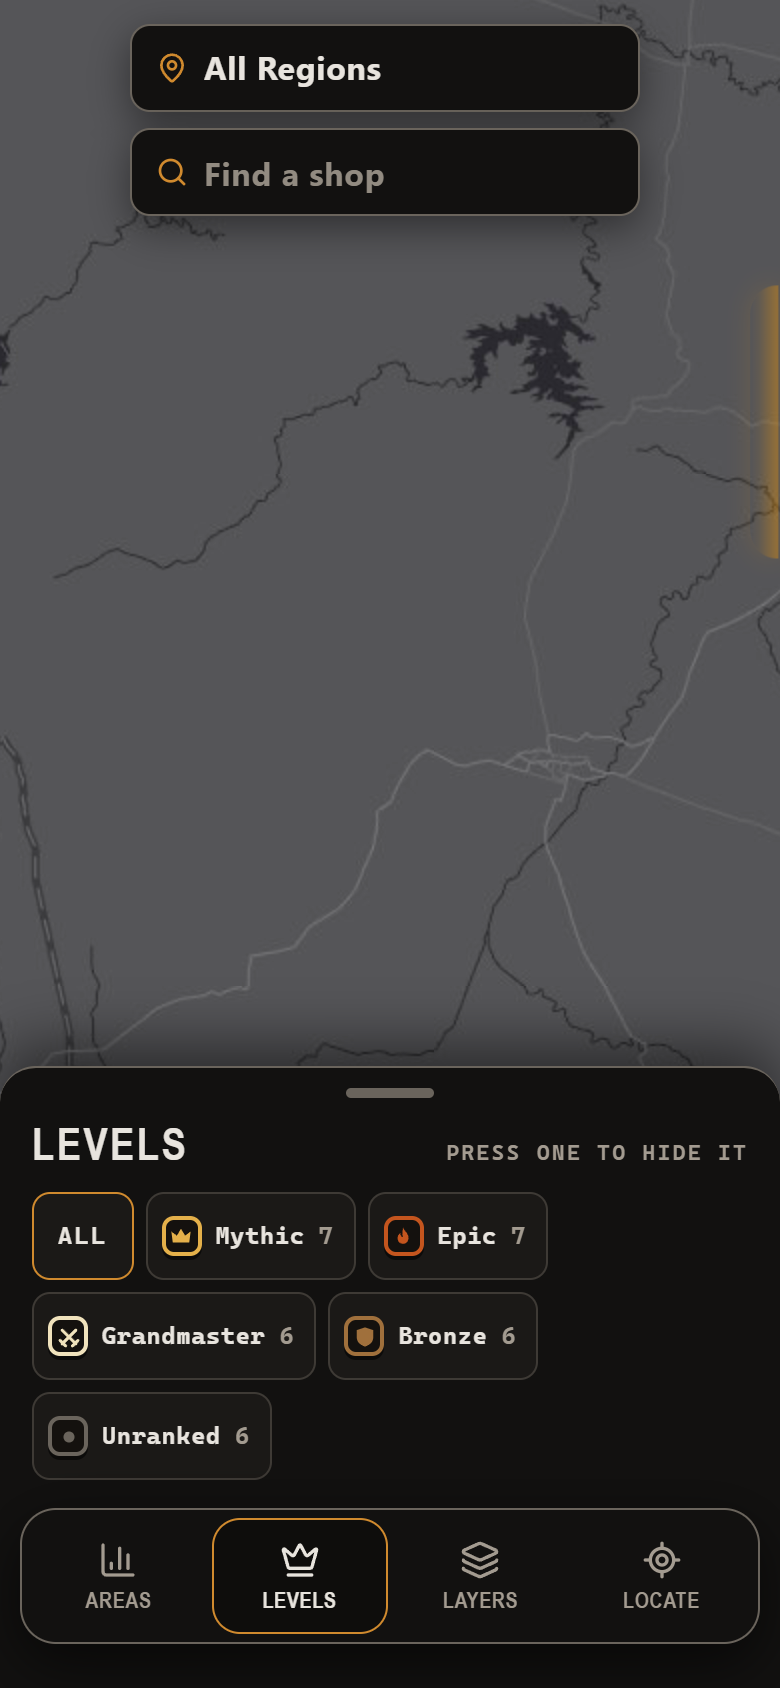 All Regions
Find a shop
LEVELS
PRESS ONE TO HIDE IT
ALL
Mythic 7
Epic 7
Grandmaster 6
Bronze 6
Unranked 6
AREAS
LEVELS
LAYERS
LOCATE